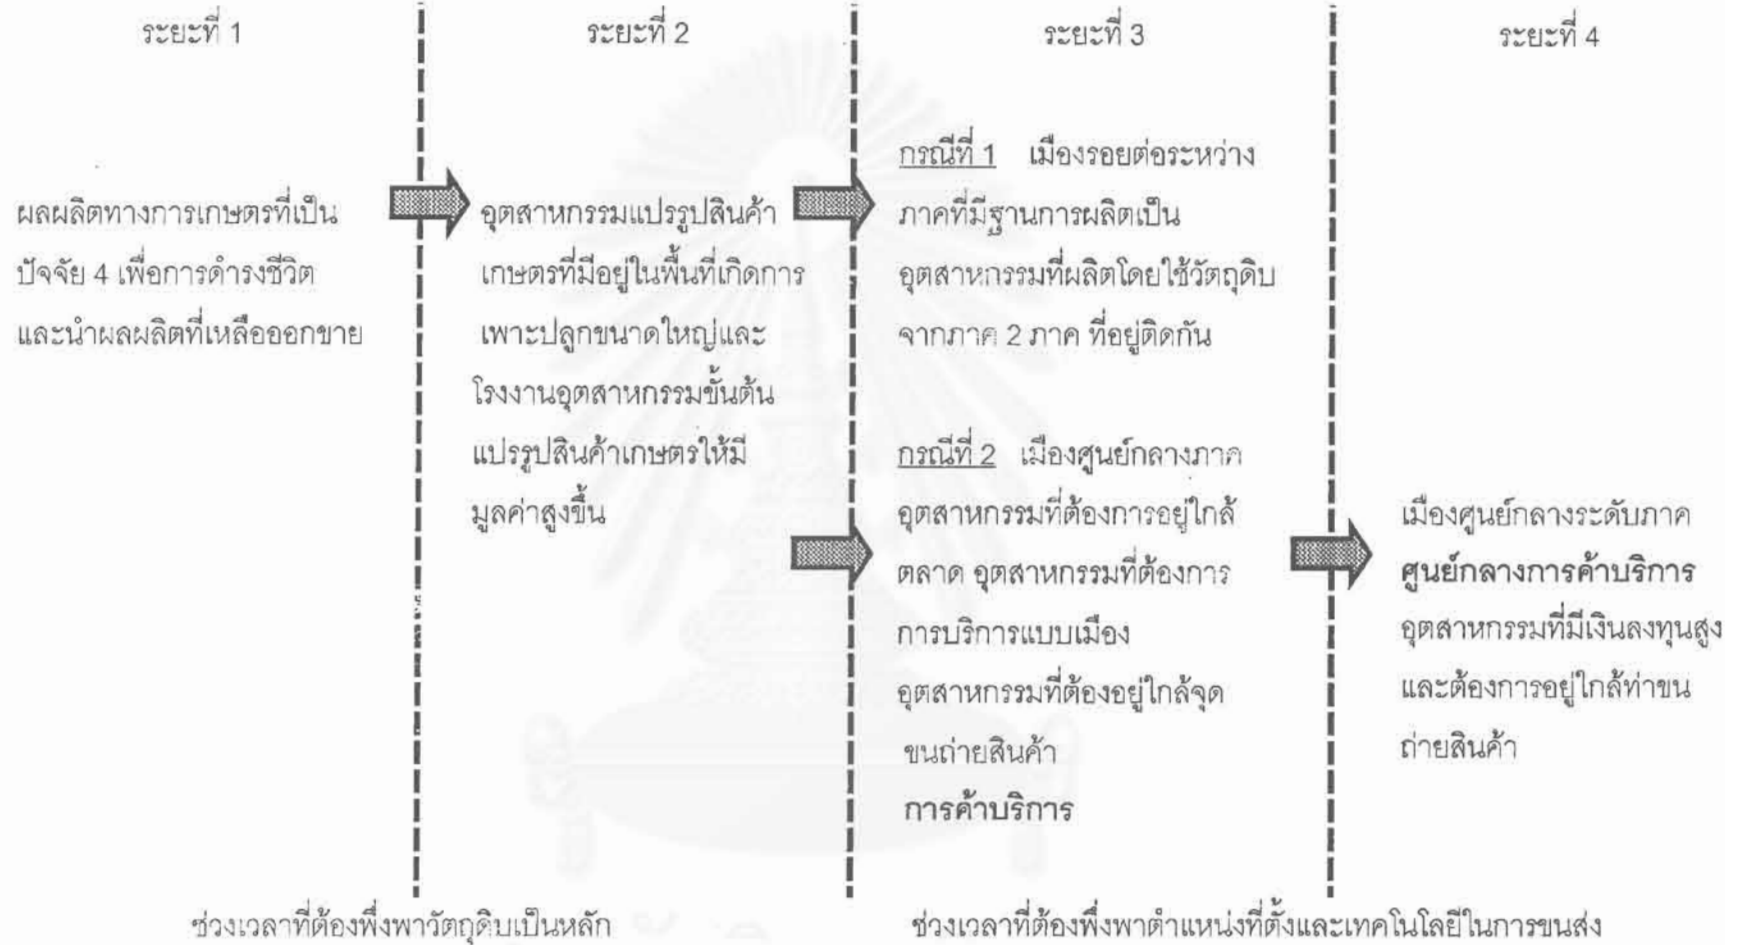 ระยะที่ 1
ผลผลิตทางการเกษตรที่เป็น
ปัจจัย 4 เพื่อการดำรงชีวิต
และนำผลผลิตที่เหลือออกขาย
ระยะที่ 2
อุตสาหกรรมแปรรูปสินค้า
เกษตรที่มีอยู่ในพื้นที่เกิดการ
เพาะปลูกขนาดใหญ่และ
โรงงานอุตสาหกรรมขั้นต้น
แปรรูปสินค้าเกษตรให้มี
มูลค่าสูงขึ้น
ระยะที่ 3
กรณีที่ 1 เมืองรอยต่อระหว่าง
ภาคที่มีฐานการผลิตเป็น
อุตสาหกรรมที่ผลิตโดยใช้วัตถุดิบ
จากภาค 2 ภาค ที่อยู่ติดกัน
กรณีที่ 2 เมืองศูนย์กลางภาค
อุตสาหกรรมที่ต้องการอยู่ใกล้
ตลาด อุตสาหกรรมที่ต้องการ
การบริการแบบเมือง
อุตสาหกรรมที่ต้องอยู่ใกล้จุด
ขนถ่ายสินค้า
การค้าบริการ
ระยะที่ 4
เมืองศูนย์กลางระดับภาค
ศูนย์กลางการค้าบริการ
อุตสาหกรรมที่มีเงินลงทุนสูง
และต้องการอยู่ใกล้ท่าขน
ถ่ายสินค้า
ช่วงเวลาที่ต้องพึ่งพาวัตถุดิบเป็นหลัก
ช่วงเวลาที่ต้องพึ่งพาตำแหน่งที่ตั้งและเทคโนโลยีในการขนส่ง